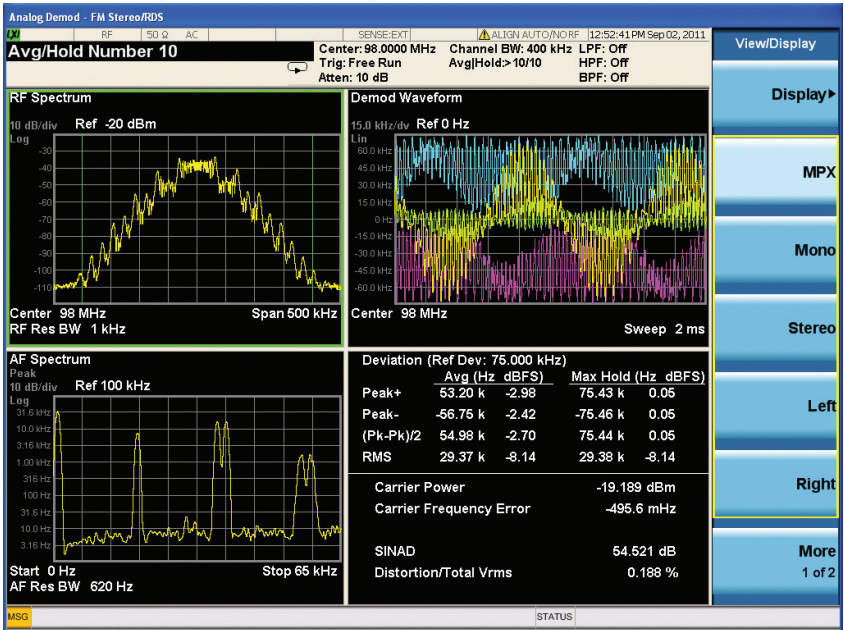 Analog Demod - FM Stereo/RDS
LXI RF 50 Ω AC SENSE:EXT ALIGN AUTO/NO RF 12:52:41 PM Sep 02, 2011
Avg/Hold Number 10
Center: 98.0000 MHz Channel BW: 400 kHz LPF: Off
Trig: Free Run Avg|Hold:>10/10 HPF: Off
Atten: 10 dB BPF: Off
RF Spectrum
10 dB/div Ref -20 dBm
Log
-30
-40
-50
-60
-70
-80
-90
-100
-110
Center 98 MHz Span 500 kHz
RF Res BW 1 kHz
Demod Waveform
15.0 kHz/dv Ref 0 Hz
Lin
60.0 kHz
45.0 kHz
30.0 kHz
15.0 kHz
0 Hz
-15.0 kHz
-30.0 kHz
-45.0 kHz
-60.0 kHz
Center 98 MHz
Sweep 2 ms
AF Spectrum
Peak
10 dB/div Ref 100 kHz
Log
31.6 kHz
10.0 kHz
3.16 kHz
1.00 kHz
316 Hz
100 Hz
31.6 Hz
10.0 Hz
3.16 Hz
Start 0 Hz Stop 65 kHz
AF Res BW 620 Hz
Deviation (Ref Dev: 75.000 kHz)
Avg (Hz dBFS) Max Hold (Hz dBFS)
Peak+ 53.20 k -2.98 75.43 k 0.05
Peak- -56.75 k -2.42 -75.46 k 0.05
(Pk-Pk)/2 54.98 k -2.70 75.44 k 0.05
RMS 29.37 k -8.14 29.38 k -8.14
Carrier Power -19.189 dBm
Carrier Frequency Error -495.6 mHz
SINAD 54.521 dB
Distortion/Total Vrms 0.188 %
View/Display
Display
MPX
Mono
Stereo
Left
Right
More
1 of 2
MSG STATUS